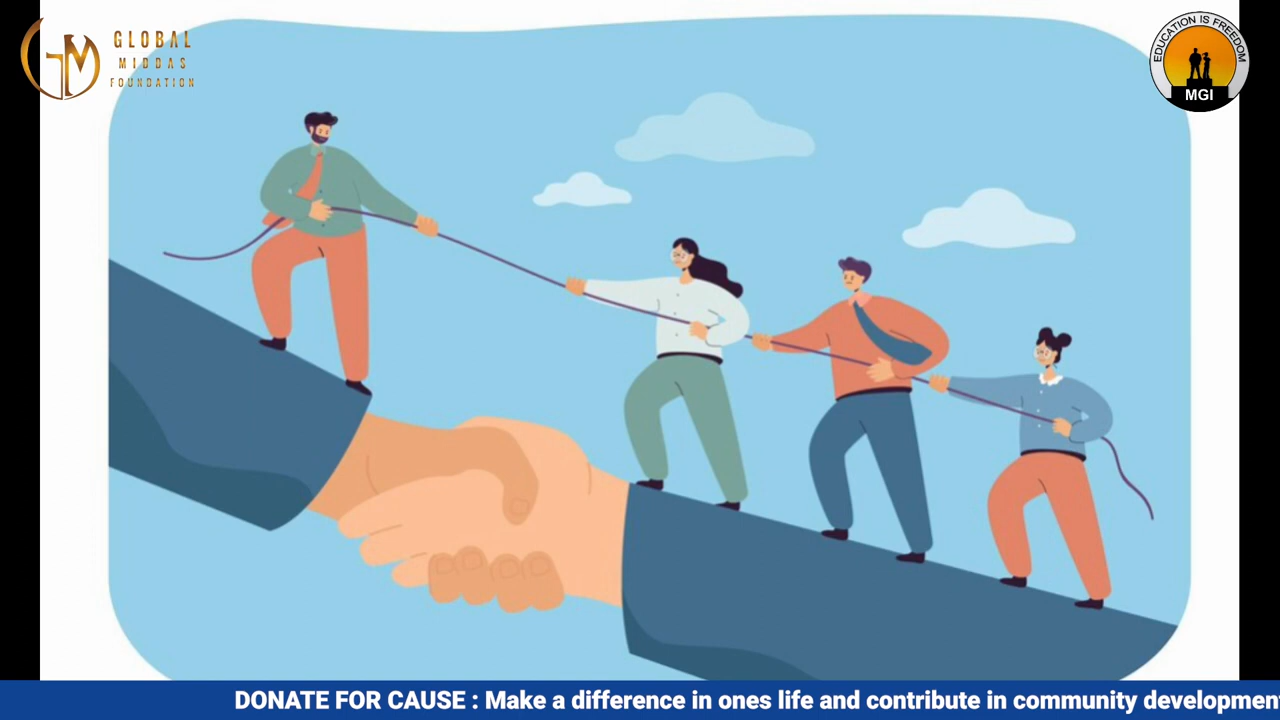 GLOBAL
MIDDAS
FOUNDATION
EDUCATION IS FREEDOM
MGI
DONATE FOR CAUSE : Make a difference in ones life and contribute in community developmen